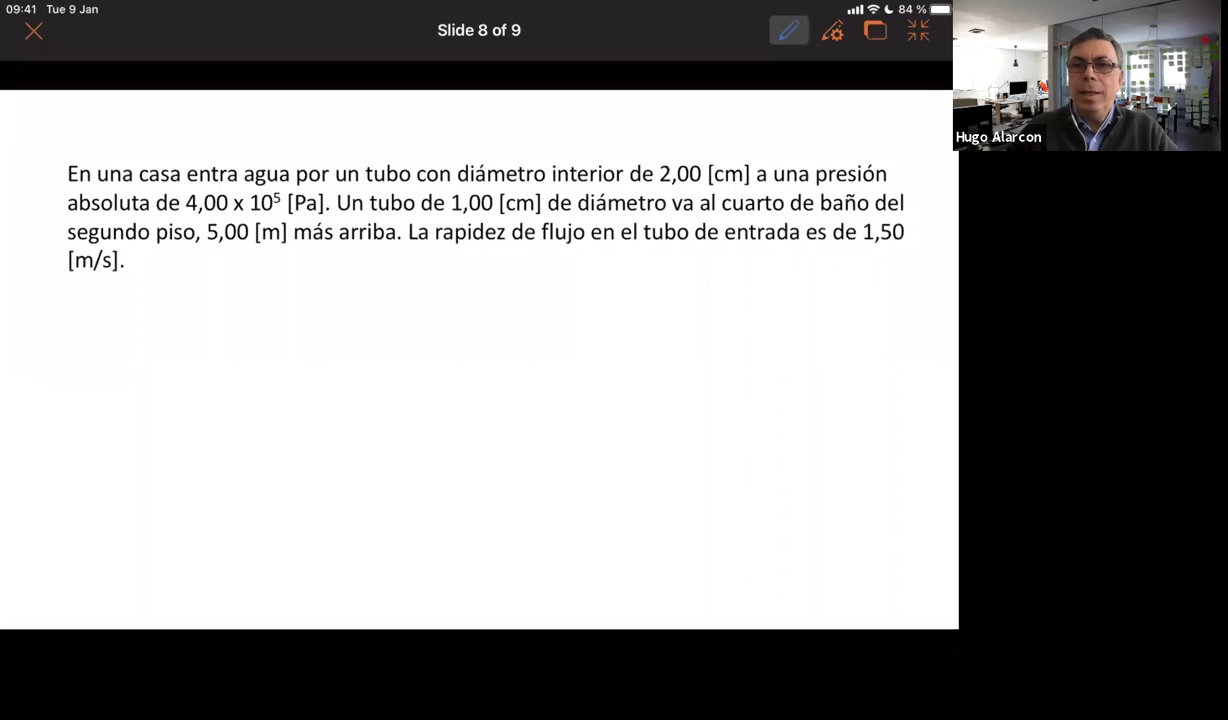 09:41 Tue 9 Jan
84 %
Slide 8 of 9
Hugo Alarcon
En una casa entra agua por un tubo con diámetro interior de 2,00 [cm] a una presión
absoluta de 4,00 x 10⁵ [Pa]. Un tubo de 1,00 [cm] de diámetro va al cuarto de baño del
segundo piso, 5,00 [m] más arriba. La rapidez de flujo en el tubo de entrada es de 1,50
[m/s].